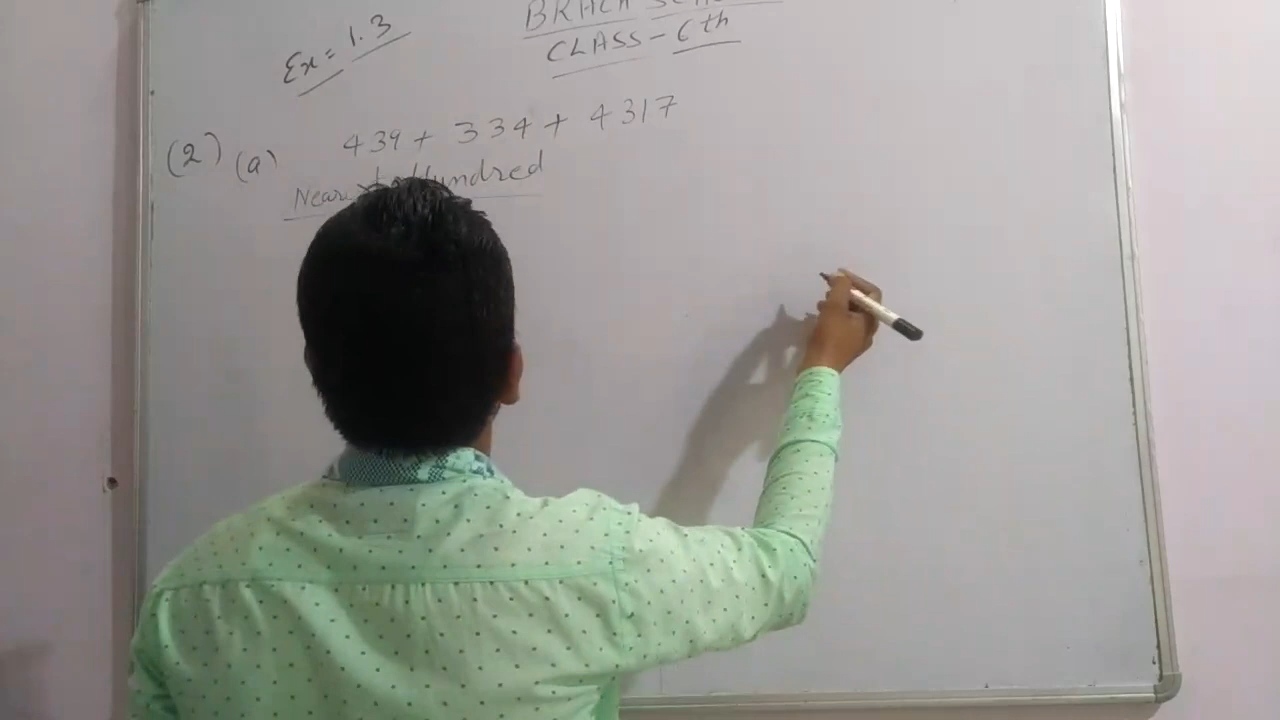 Ex = 1.3
CLASS - 6th
(2) (a) 439 + 334 + 4317
Hundred